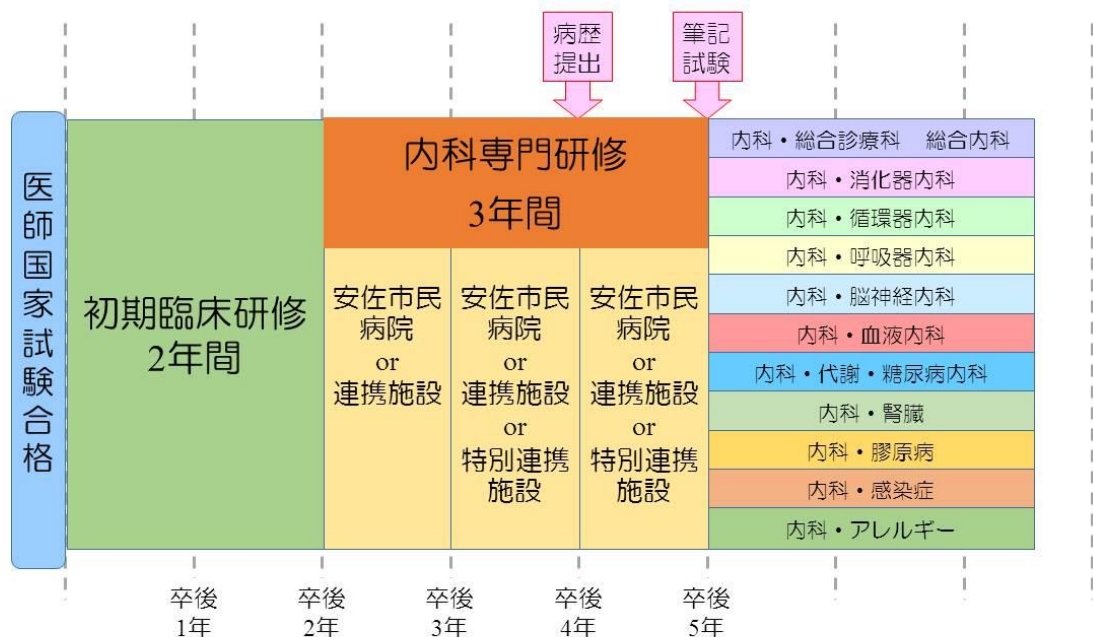 病歴
提出
筆記
試験
医師国家試験合格
初期臨床研修
2年間
内科専門研修
3年間
安佐市民
病院
or
連携施設
安佐市民
病院
or
連携施設
or
特別連携
施設
安佐市民
病院
or
連携施設
or
特別連携
施設
内科・総合診療科　総合内科
内科・消化器内科
内科・循環器内科
内科・呼吸器内科
内科・脳神経内科
内科・血液内科
内科・代謝・糖尿病内科
内科・腎臓
内科・膠原病
内科・感染症
内科・アレルギー
卒後
1年
卒後
2年
卒後
3年
卒後
4年
卒後
5年